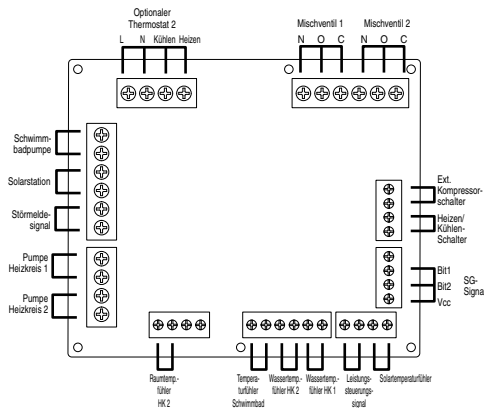 Optionaler
Thermostat 2
L N Kühlen Heizen
Mischventil 1
N O C
Mischventil 2
N O C
Schwimm-
badpumpe
Solarstation
Störmelde-
signal
Pumpe
Heizkreis 1
Pumpe
Heizkreis 2
Ext.
Kompressor-
schalter
Heizen/
Kühlen-
Schalter
Bit1
Bit2
Vcc
SG-
Signal
Raumtemp.-
fühler
HK 2
Tempera-
turfühler
Schwimmbad
Wassertemp.-
fühler HK 2
Wassertemp.-
fühler HK 1
Leistungs-
steuerungs-
signal
Solartemperaturfühler